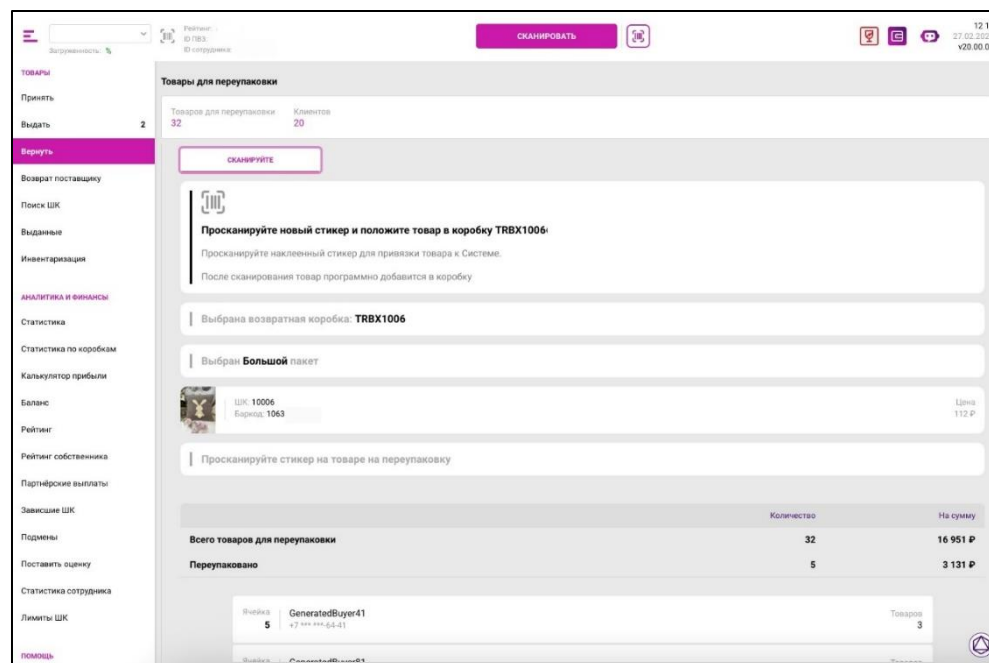 Рейтинг: -
ID ПВЗ:
ID сотрудника:
Загруженность: %
СКАНИРОВАТЬ
12 1
27.02.202
v20.00.0
ТОВАРЫ
Принять
Выдать 2
Вернуть
Возврат поставщику
Поиск ШК
Выданные
Инвентаризация
АНАЛИТИКА И ФИНАНСЫ
Статистика
Статистика по коробкам
Калькулятор прибыли
Баланс
Рейтинг
Рейтинг собственника
Партнёрские выплаты
Зависшие ШК
Подмены
Поставить оценку
Статистика сотрудника
Лимиты ШК
ПОМОЩЬ
Товары для переупаковки
Товаров для переупаковки Клиентов
32 20
СКАНИРУЙТЕ
Просканируйте новый стикер и положите товар в коробку TRBX1006
Просканируйте наклеенный стикер для привязки товара к Системе.
После сканирования товар программно добавится в коробку
Выбрана возвратная коробка: TRBX1006
Выбран Большой пакет
ШК: 10006 Цена
Баркод: 1063 112 ₽
Просканируйте стикер на товаре на переупаковку
Количество На сумму
Всего товаров для переупаковки 32 16 951 ₽
Переупаковано 5 3 131 ₽
Ячейка GeneratedBuyer41 Товаров
5 +7 *** ***-64-41 3
Ячейка GeneratedBuyer81 Товаров